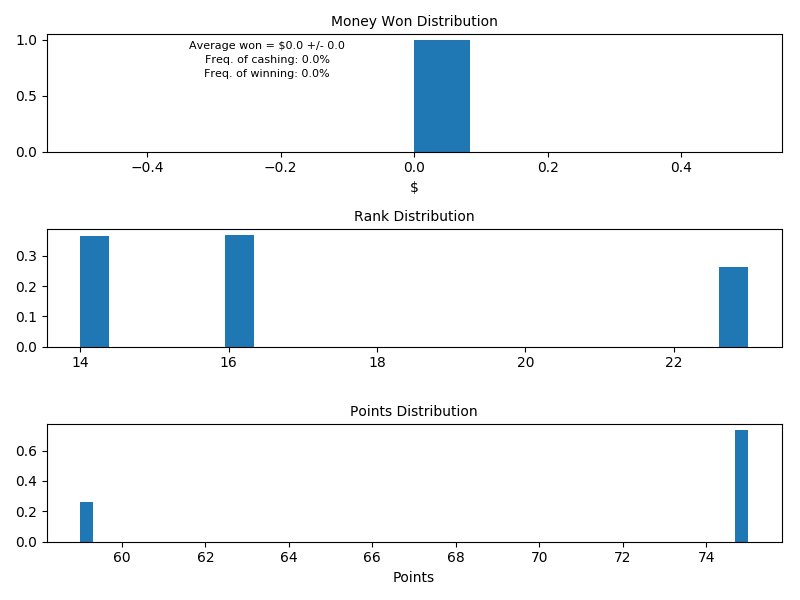 Money Won Distribution
Average won = $0.0 +/- 0.0
Freq. of cashing: 0.0%
Freq. of winning: 0.0%
1.0
0.5
0.0
−0.4 −0.2 0.0 0.2 0.4
$
Rank Distribution
0.3
0.2
0.1
0.0
14 16 18 20 22
Points Distribution
0.6
0.4
0.2
0.0
60 62 64 66 68 70 72 74
Points